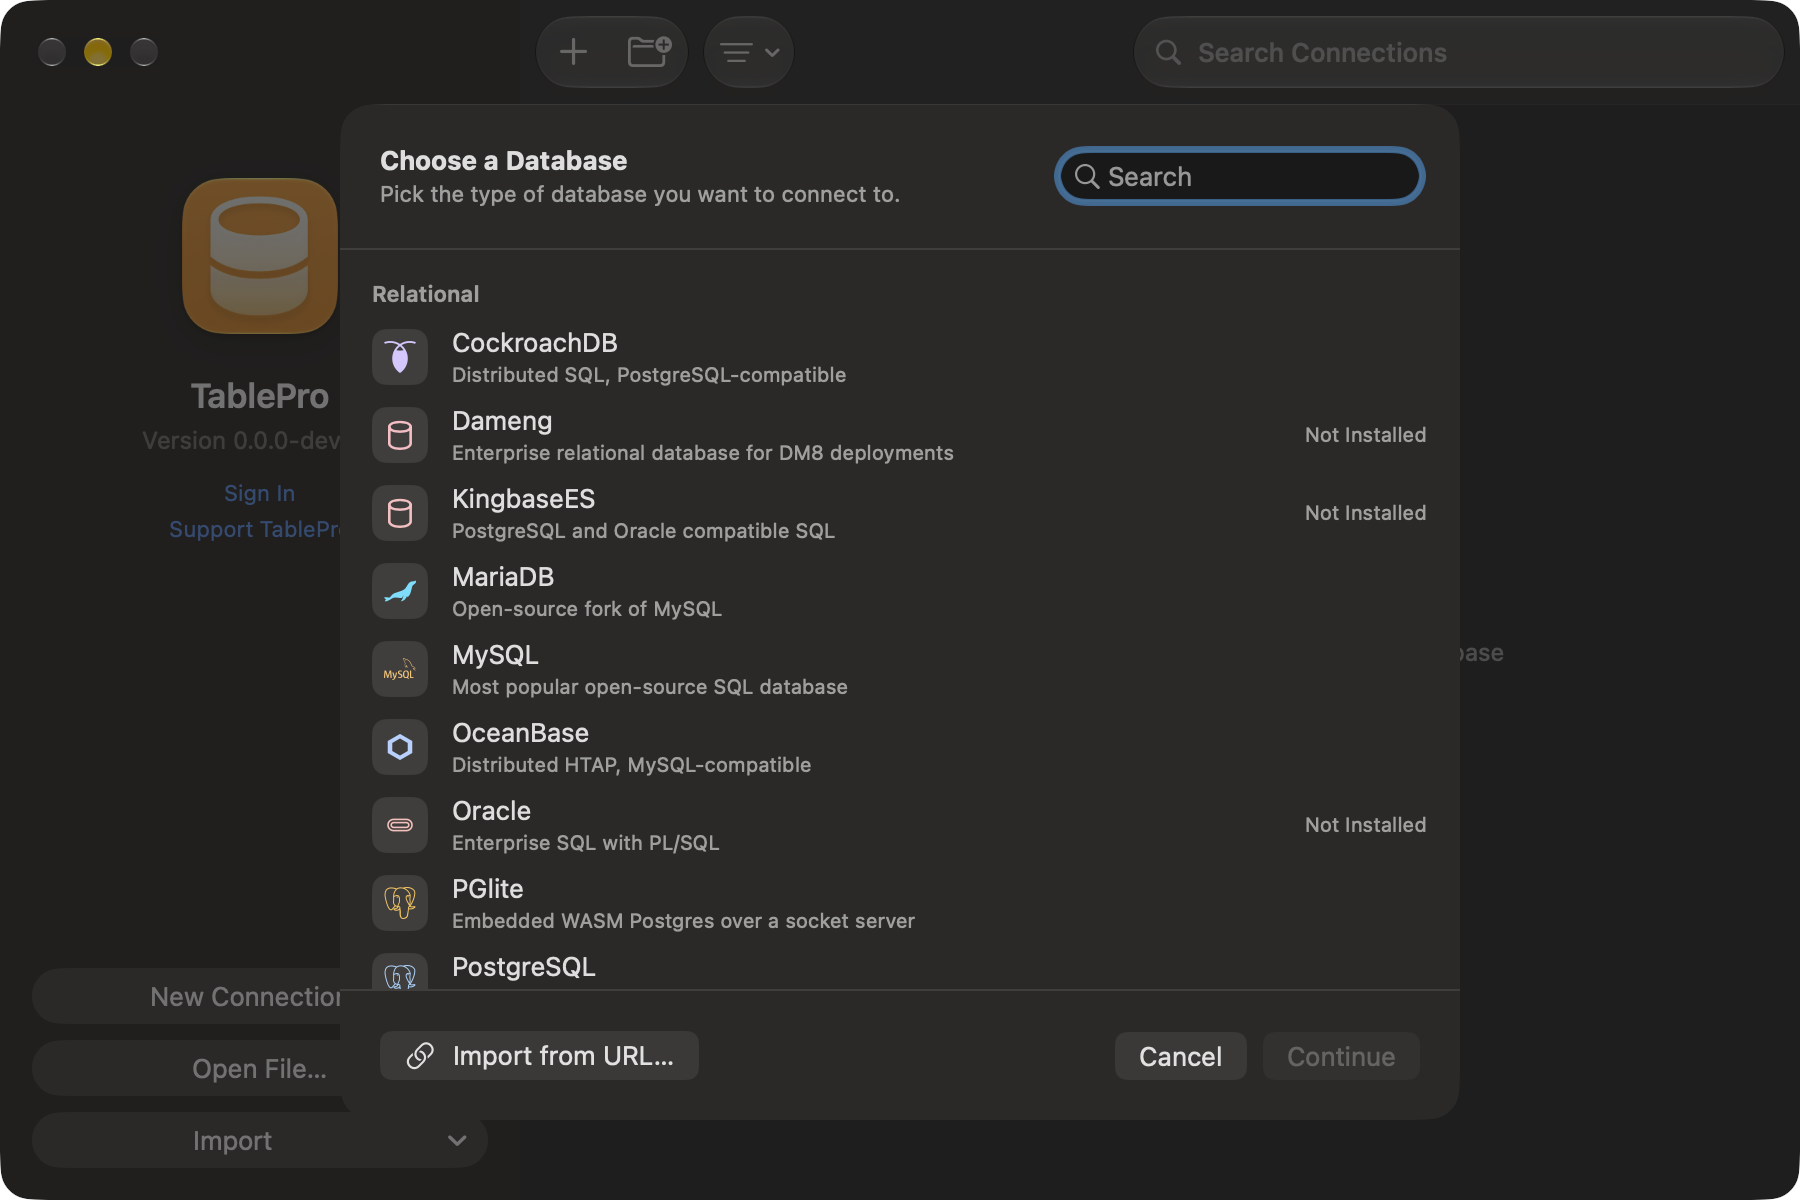 Search Connections
Choose a Database
Pick the type of database you want to connect to.
Search
TablePro
Version 0.0.0-dev
Sign In
Support TablePr
Relational
CockroachDB
Distributed SQL, PostgreSQL-compatible
Dameng
Enterprise relational database for DM8 deployments
Not Installed
KingbaseES
PostgreSQL and Oracle compatible SQL
Not Installed
MariaDB
Open-source fork of MySQL
MySQL
MySQL
Most popular open-source SQL database
OceanBase
Distributed HTAP, MySQL-compatible
Oracle
Enterprise SQL with PL/SQL
Not Installed
PGlite
Embedded WASM Postgres over a socket server
PostgreSQL
base
New Connection
Open File...
Import
Import from URL...
Cancel
Continue